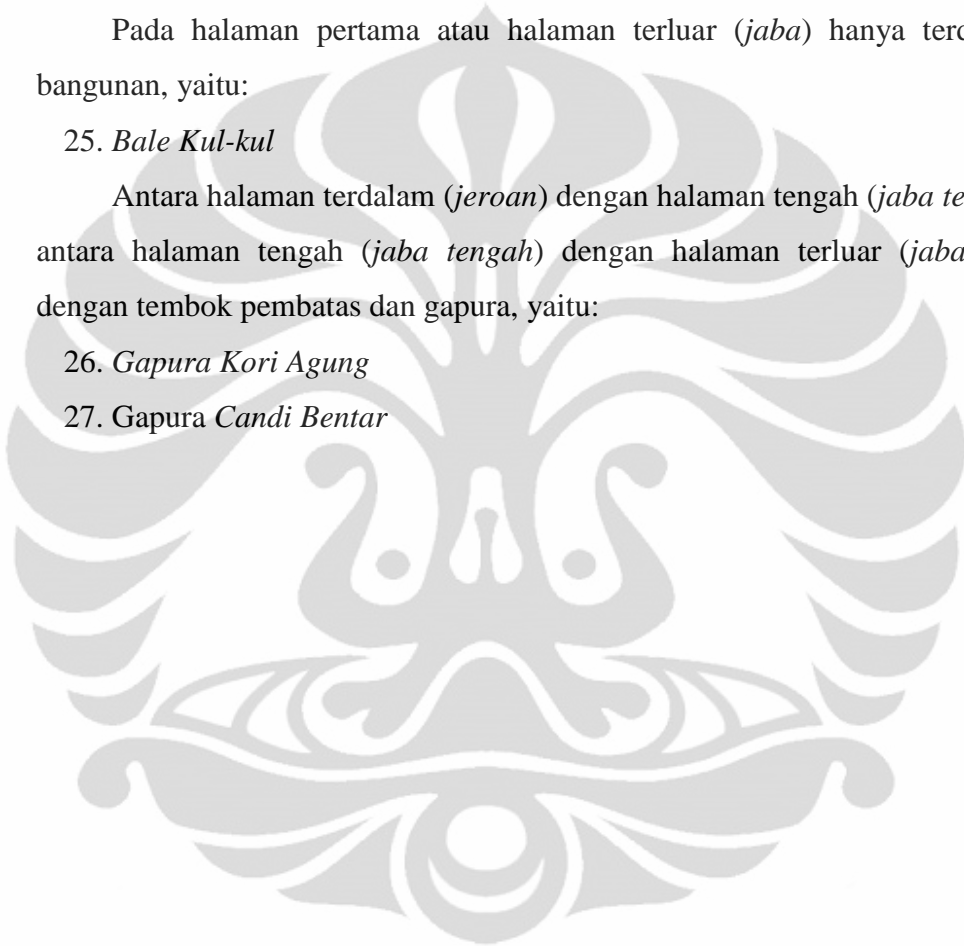 Pada halaman pertama atau halaman terluar (jaba) hanya
bangunan, yaitu:
25. Bale Kul-kul
Antara halaman terdalam (jeroan) dengan halaman tengah (jaba
antara halaman tengah (jaba tengah) dengan halaman terluar (jaba
dengan tembok pembatas dan gapura, yaitu:
26. Gapura Kori Agung
27. Gapura Candi Bentar